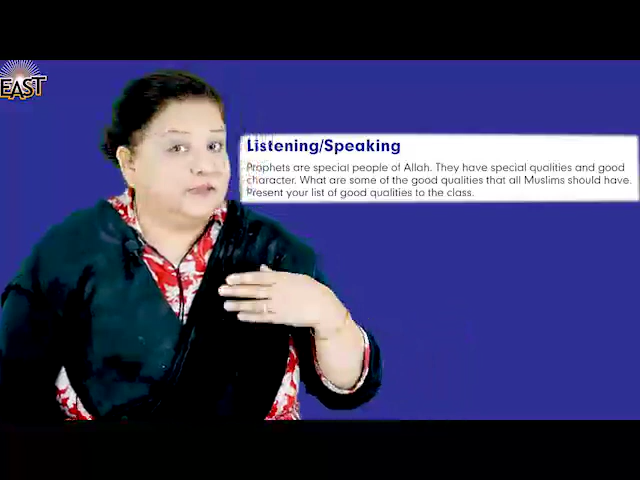 EAST
Listening/Speaking
Prophets are special people of Allah. They have special qualities and good
character. What are some of the good qualities that all Muslims should have.
Present your list of good qualities to the class.